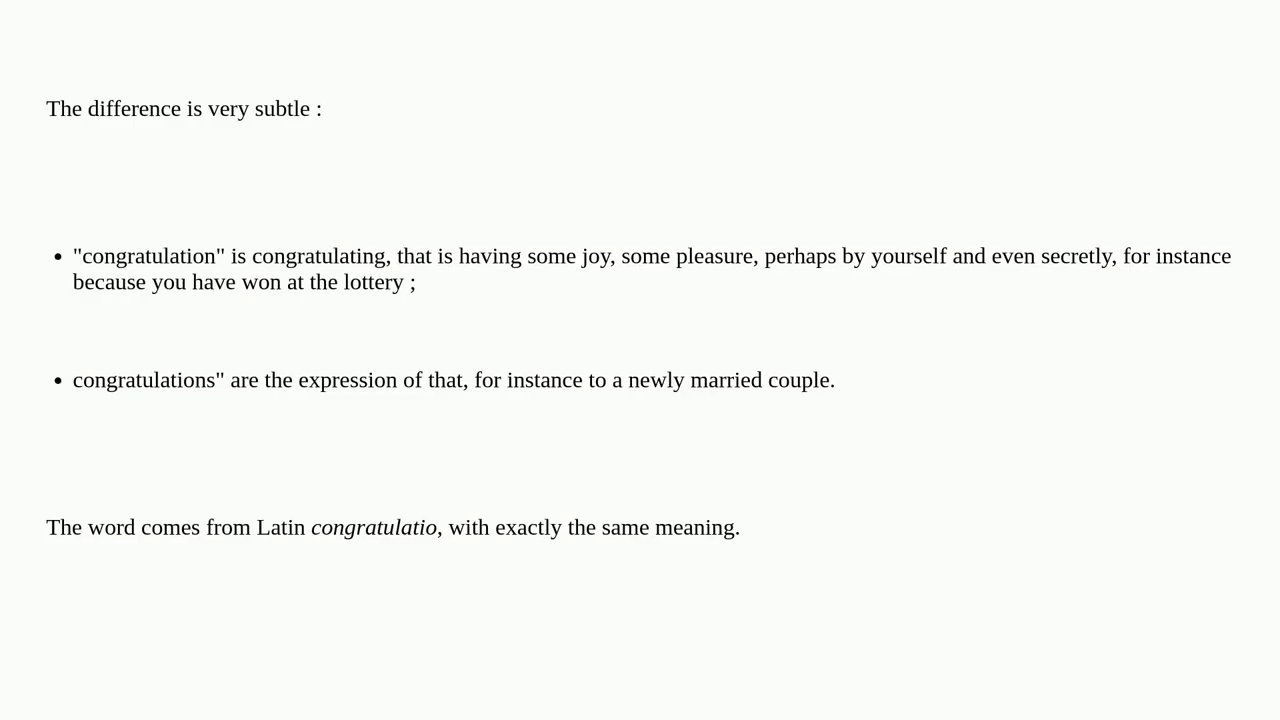 The difference is very subtle :
• "congratulation" is congratulating, that is having some joy, some pleasure, perhaps by yourself and even secretly, for instance
because you have won at the lottery ;
• congratulations" are the expression of that, for instance to a newly married couple.
The word comes from Latin congratulatio, with exactly the same meaning.